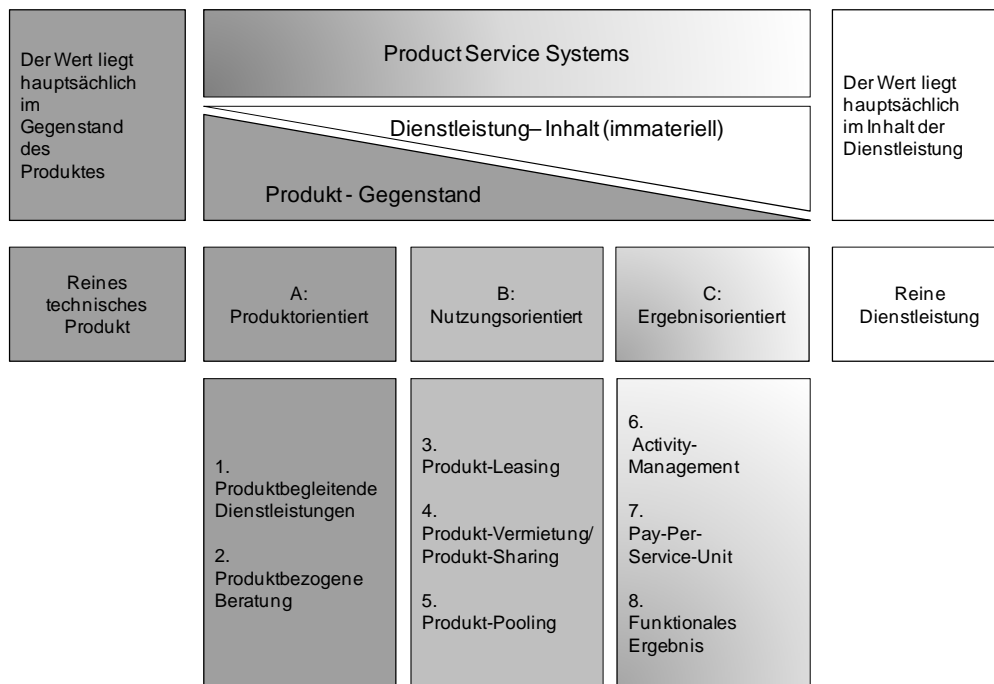 Der Wert liegt
hauptsächlich
im
Gegenstand
des
Produktes
Product Service Systems
Dienstleistung– Inhalt (immateriell)
Produkt - Gegenstand
Der Wert liegt
hauptsächlich
im Inhalt der
Dienstleistung
Reines
technisches
Produkt
A:
Produktorientiert
B:
Nutzungsorientiert
C:
Ergebnisorientiert
Reine
Dienstleistung
1.
Produktbegleitende
Dienstleistungen
2.
Produktbezogene
Beratung
3.
Produkt-Leasing
4.
Produkt-Vermietung/
Produkt-Sharing
5.
Produkt-Pooling
6.
Activity-
Management
7.
Pay-Per-
Service-Unit
8.
Funktionales
Ergebnis